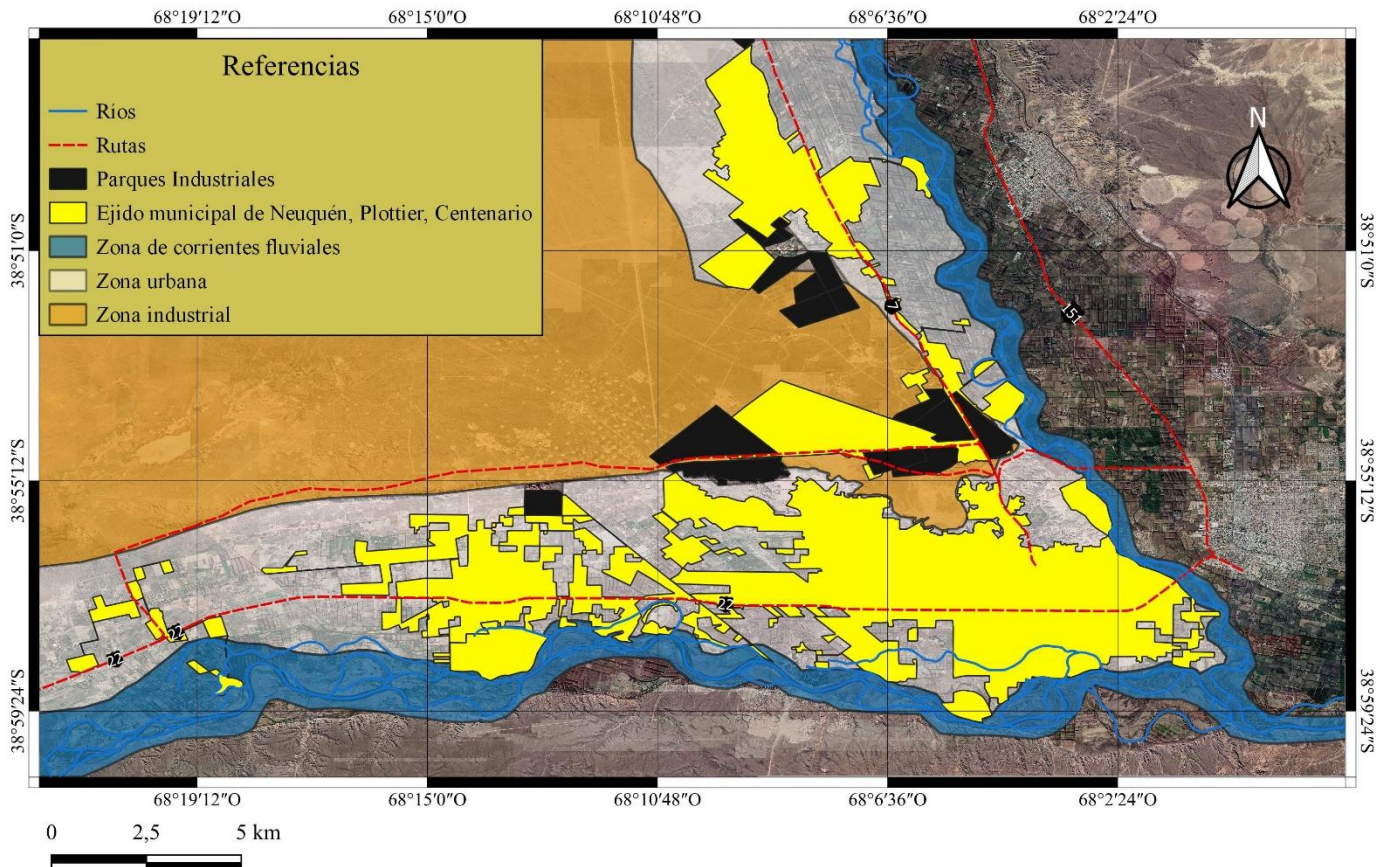 68°19'12"O 68°15'0"O 68°10'48"O 68°6'36"O 68°2'24"O
Referencias
Ríos
Rutas
Parques Industriales
Ejido municipal de Neuquén, Plottier, Centenario
Zona de corrientes fluviales
Zona urbana
Zona industrial
N
38°51'0"S 38°51'0"S
7
151
38°55'12"S 38°55'12"S
22
22
22
38°59'24"S 38°59'24"S
68°19'12"O 68°15'0"O 68°10'48"O 68°6'36"O 68°2'24"O
0 2,5 5 km